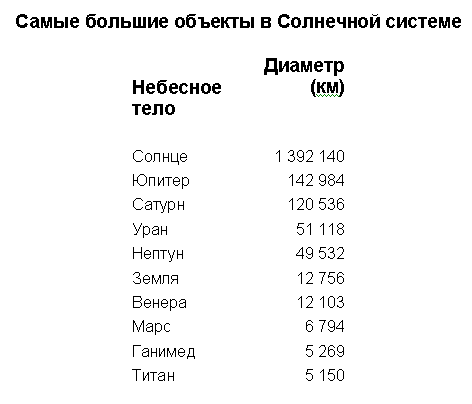 Самые большие объекты в Солнечной системе
Небесное тело Диаметр (км)
Солнце 1 392 140
Юпитер 142 984
Сатурн 120 536
Уран 51 118
Нептун 49 532
Земля 12 756
Венера 12 103
Марс 6 794
Ганимед 5 269
Титан 5 150